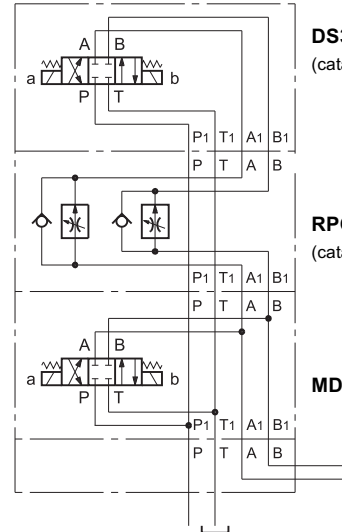 A B
DS3
(cata
a b
P T
P1 T1 A1 B1
P T A B
RPC
(cata
P1 T1 A1 B1
P T A B
A B
a b
MD
P T
P1 T1 A1 B1
P T A B